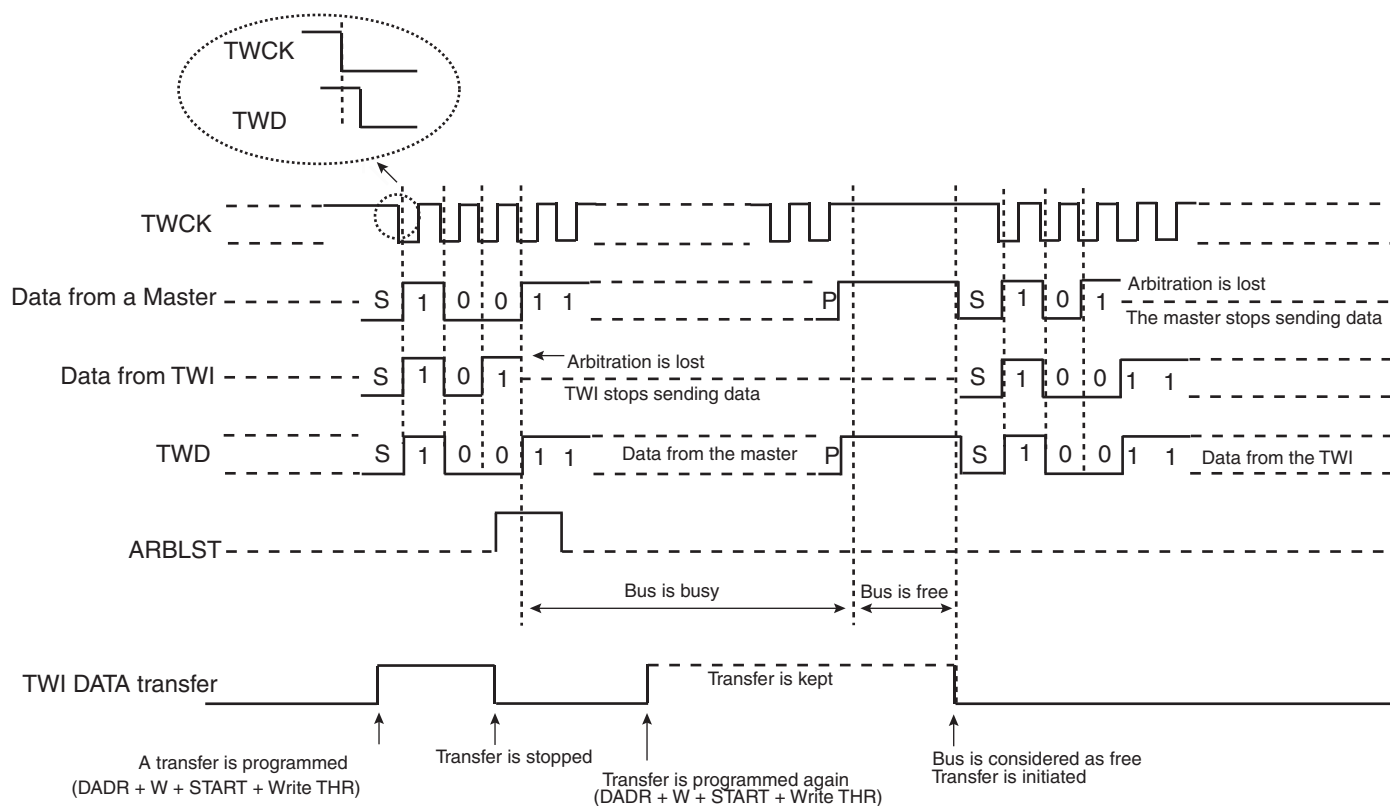 TWCK
TWD
TWCK
Data from a Master
S 1 0 0 1 1
P
S 1 0 1
Arbitration is lost
The master stops sending data
Data from TWI
S 1 0 1
Arbitration is lost
TWI stops sending data
S 1 0 0 1 1
TWD
S 1 0 0 1 1
Data from the master
P
S 1 0 0 1 1
Data from the TWI
ARBLST
Bus is busy
Bus is free
TWI DATA transfer
Transfer is kept
A transfer is programmed
(DADR + W + START + Write THR)
Transfer is stopped
Transfer is programmed again
(DADR + W + START + Write THR)
Bus is considered as free
Transfer is initiated